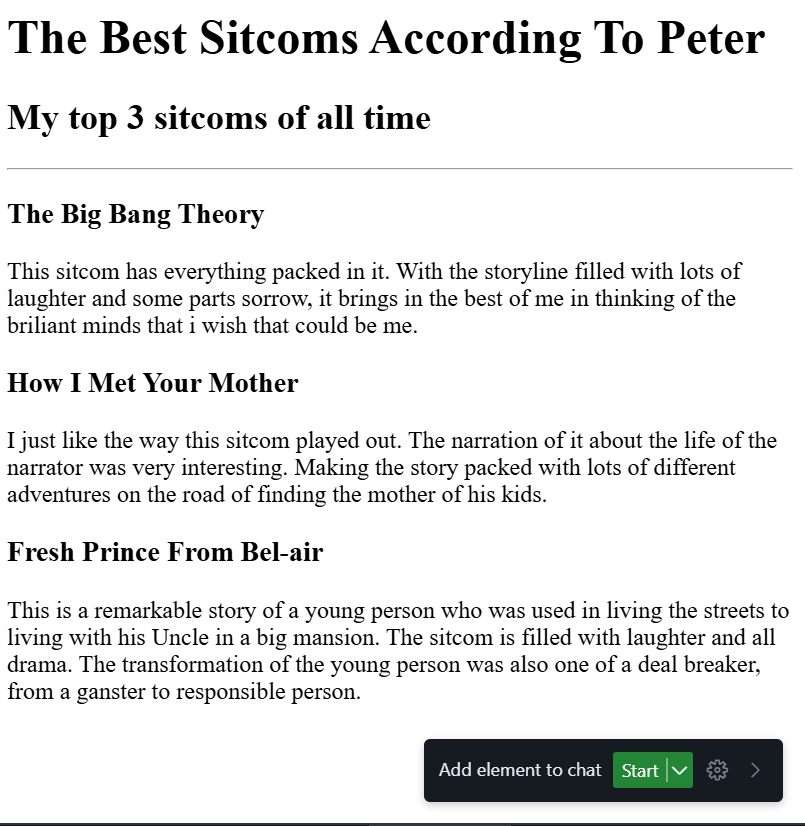 The Best Sitcoms According To Peter
My top 3 sitcoms of all time
The Big Bang Theory
This sitcom has everything packed in it. With the storyline filled with lots of
laughter and some parts sorrow, it brings in the best of me in thinking of the
briliant minds that i wish that could be me.
How I Met Your Mother
I just like the way this sitcom played out. The narration of it about the life of the
narrator was very interesting. Making the story packed with lots of different
adventures on the road of finding the mother of his kids.
Fresh Prince From Bel-air
This is a remarkable story of a young person who was used in living the streets to
living with his Uncle in a big mansion. The sitcom is filled with laughter and all
drama. The transformation of the young person was also one of a deal breaker,
from a ganster to responsible person.
Add element to chat Start